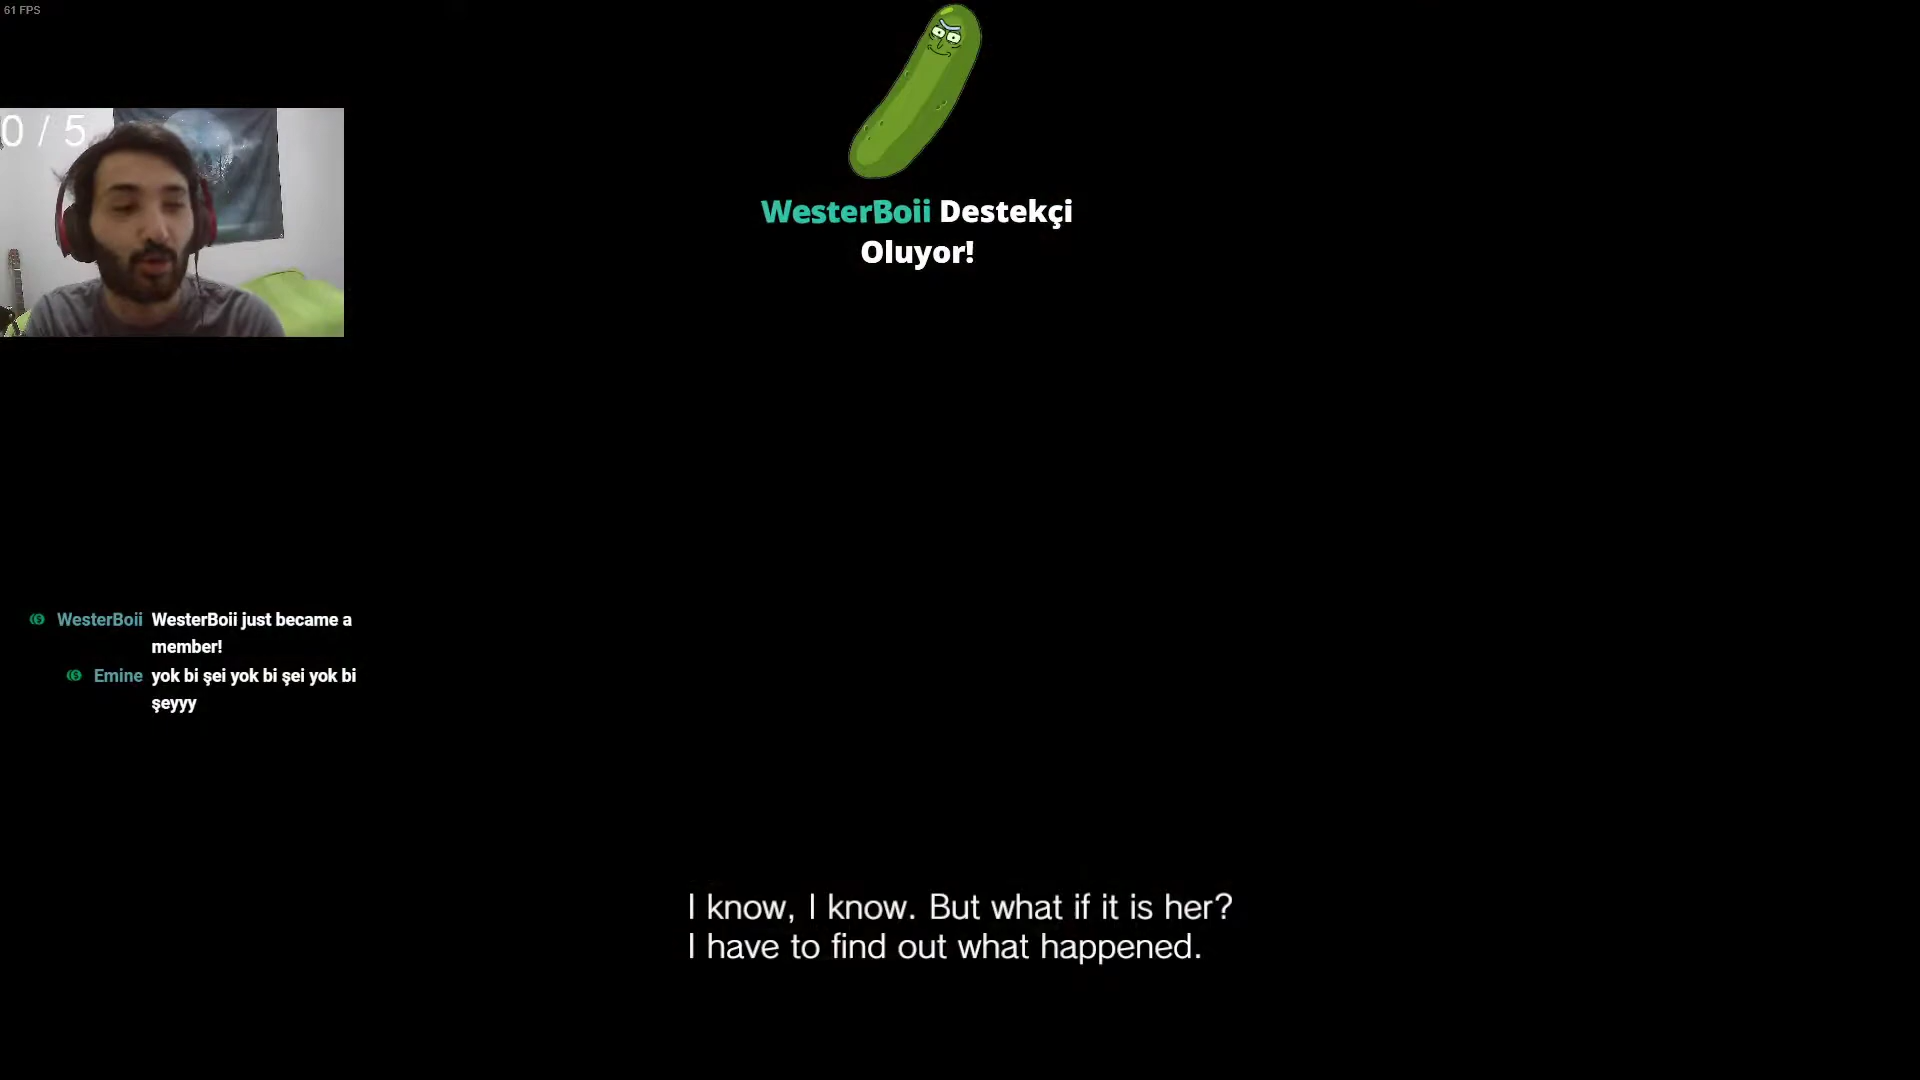 61 FPS
0 / 5
WesterBoii Destekçi
Oluyor!
WesterBoii WesterBoii just became a
member!
Emine yok bi şei yok bi şei yok bi
şeyyy
I know, I know. But what if it is her?
I have to find out what happened.